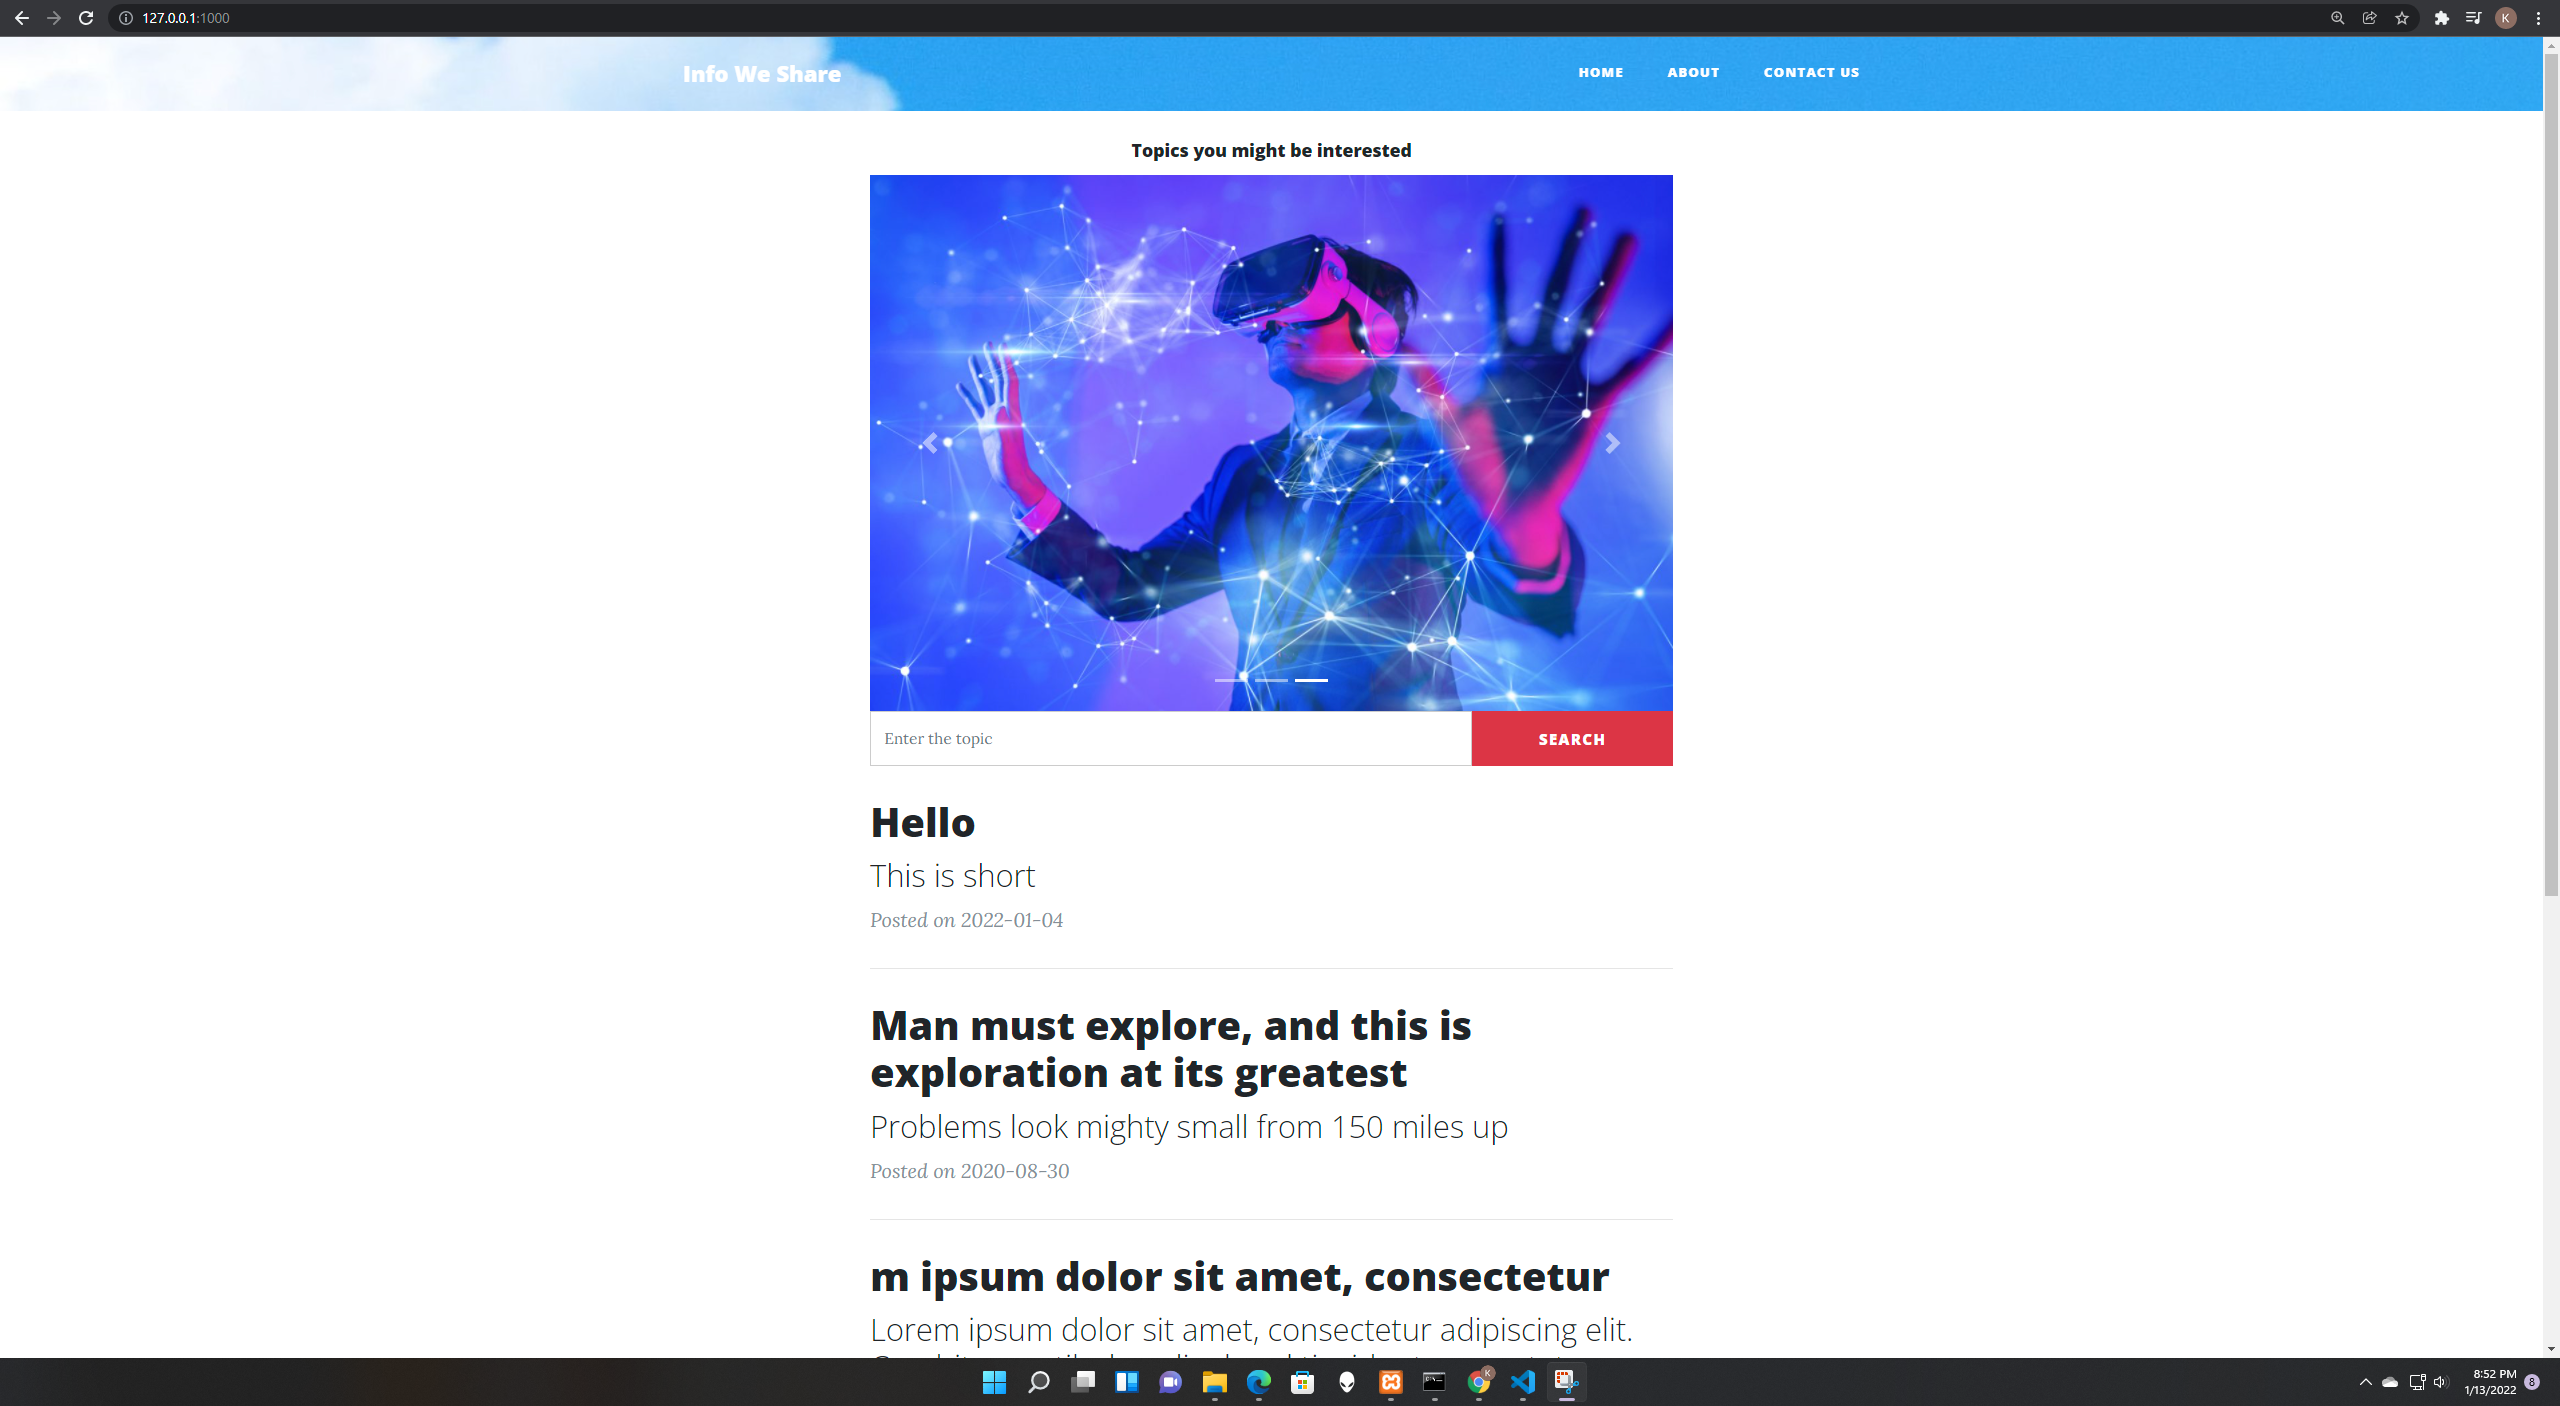 127.0.0.1:1000
K
Info We Share
HOME ABOUT CONTACT US
Topics you might be interested
Enter the topic
SEARCH
Hello
This is short
Posted on 2022-01-04
Man must explore, and this is
exploration at its greatest
Problems look mighty small from 150 miles up
Posted on 2020-08-30
m ipsum dolor sit amet, consectetur
Lorem ipsum dolor sit amet, consectetur adipiscing elit.
K
8:52 PM
1/13/2022
8